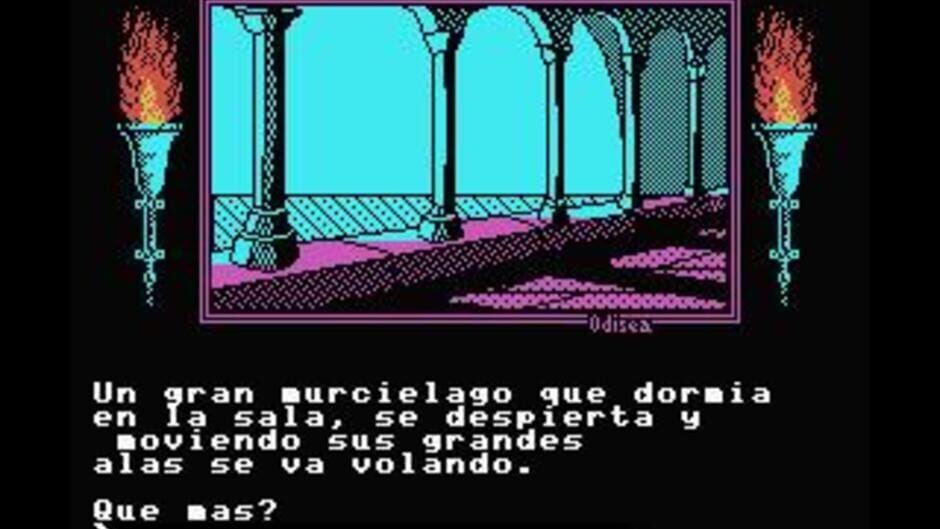 Odisea
Un gran murcielago que dormia
en la sala, se despierta y
moviendo sus grandes
alas se va volando.
Que mas?